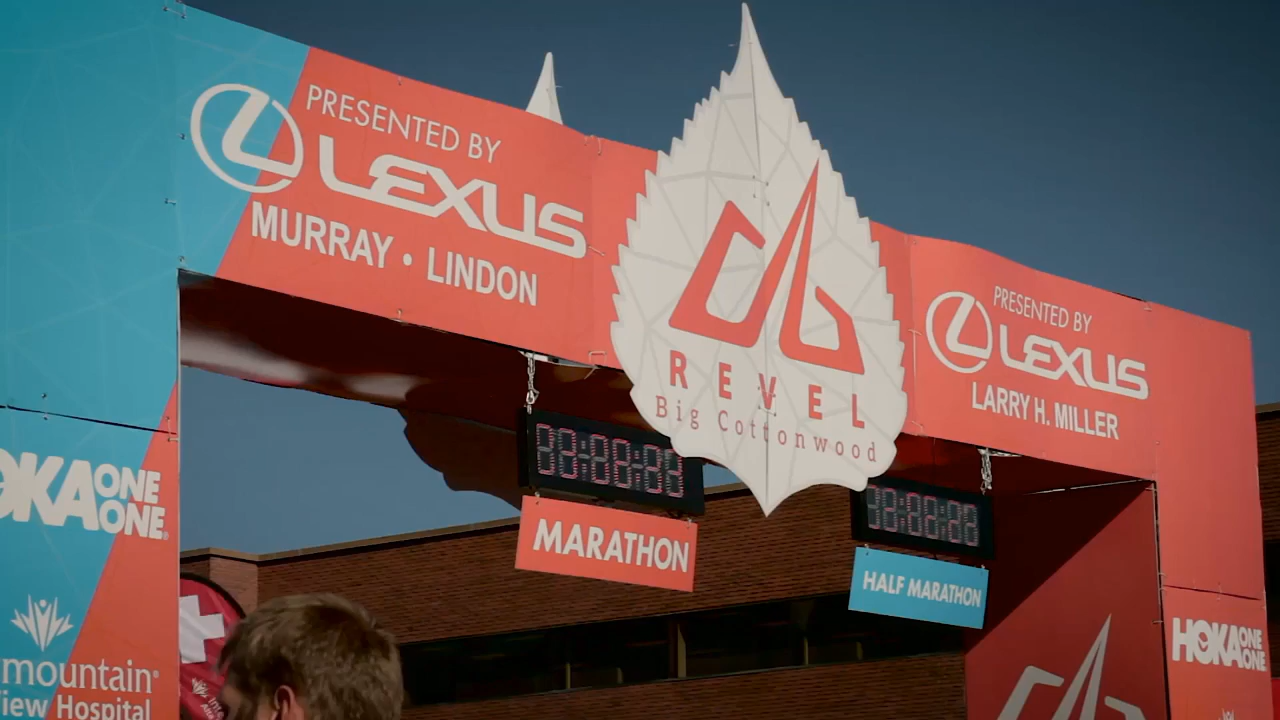 PRESENTED BY
LEXUS
MURRAY • LINDON
REVEL
Big Cottonwood
PRESENTED BY
LEXUS
LARRY H. MILLER
MARATHON
HALF MARATHON
HOKA ONE ONE
mountain
View Hospital
HOKA ONE ONE